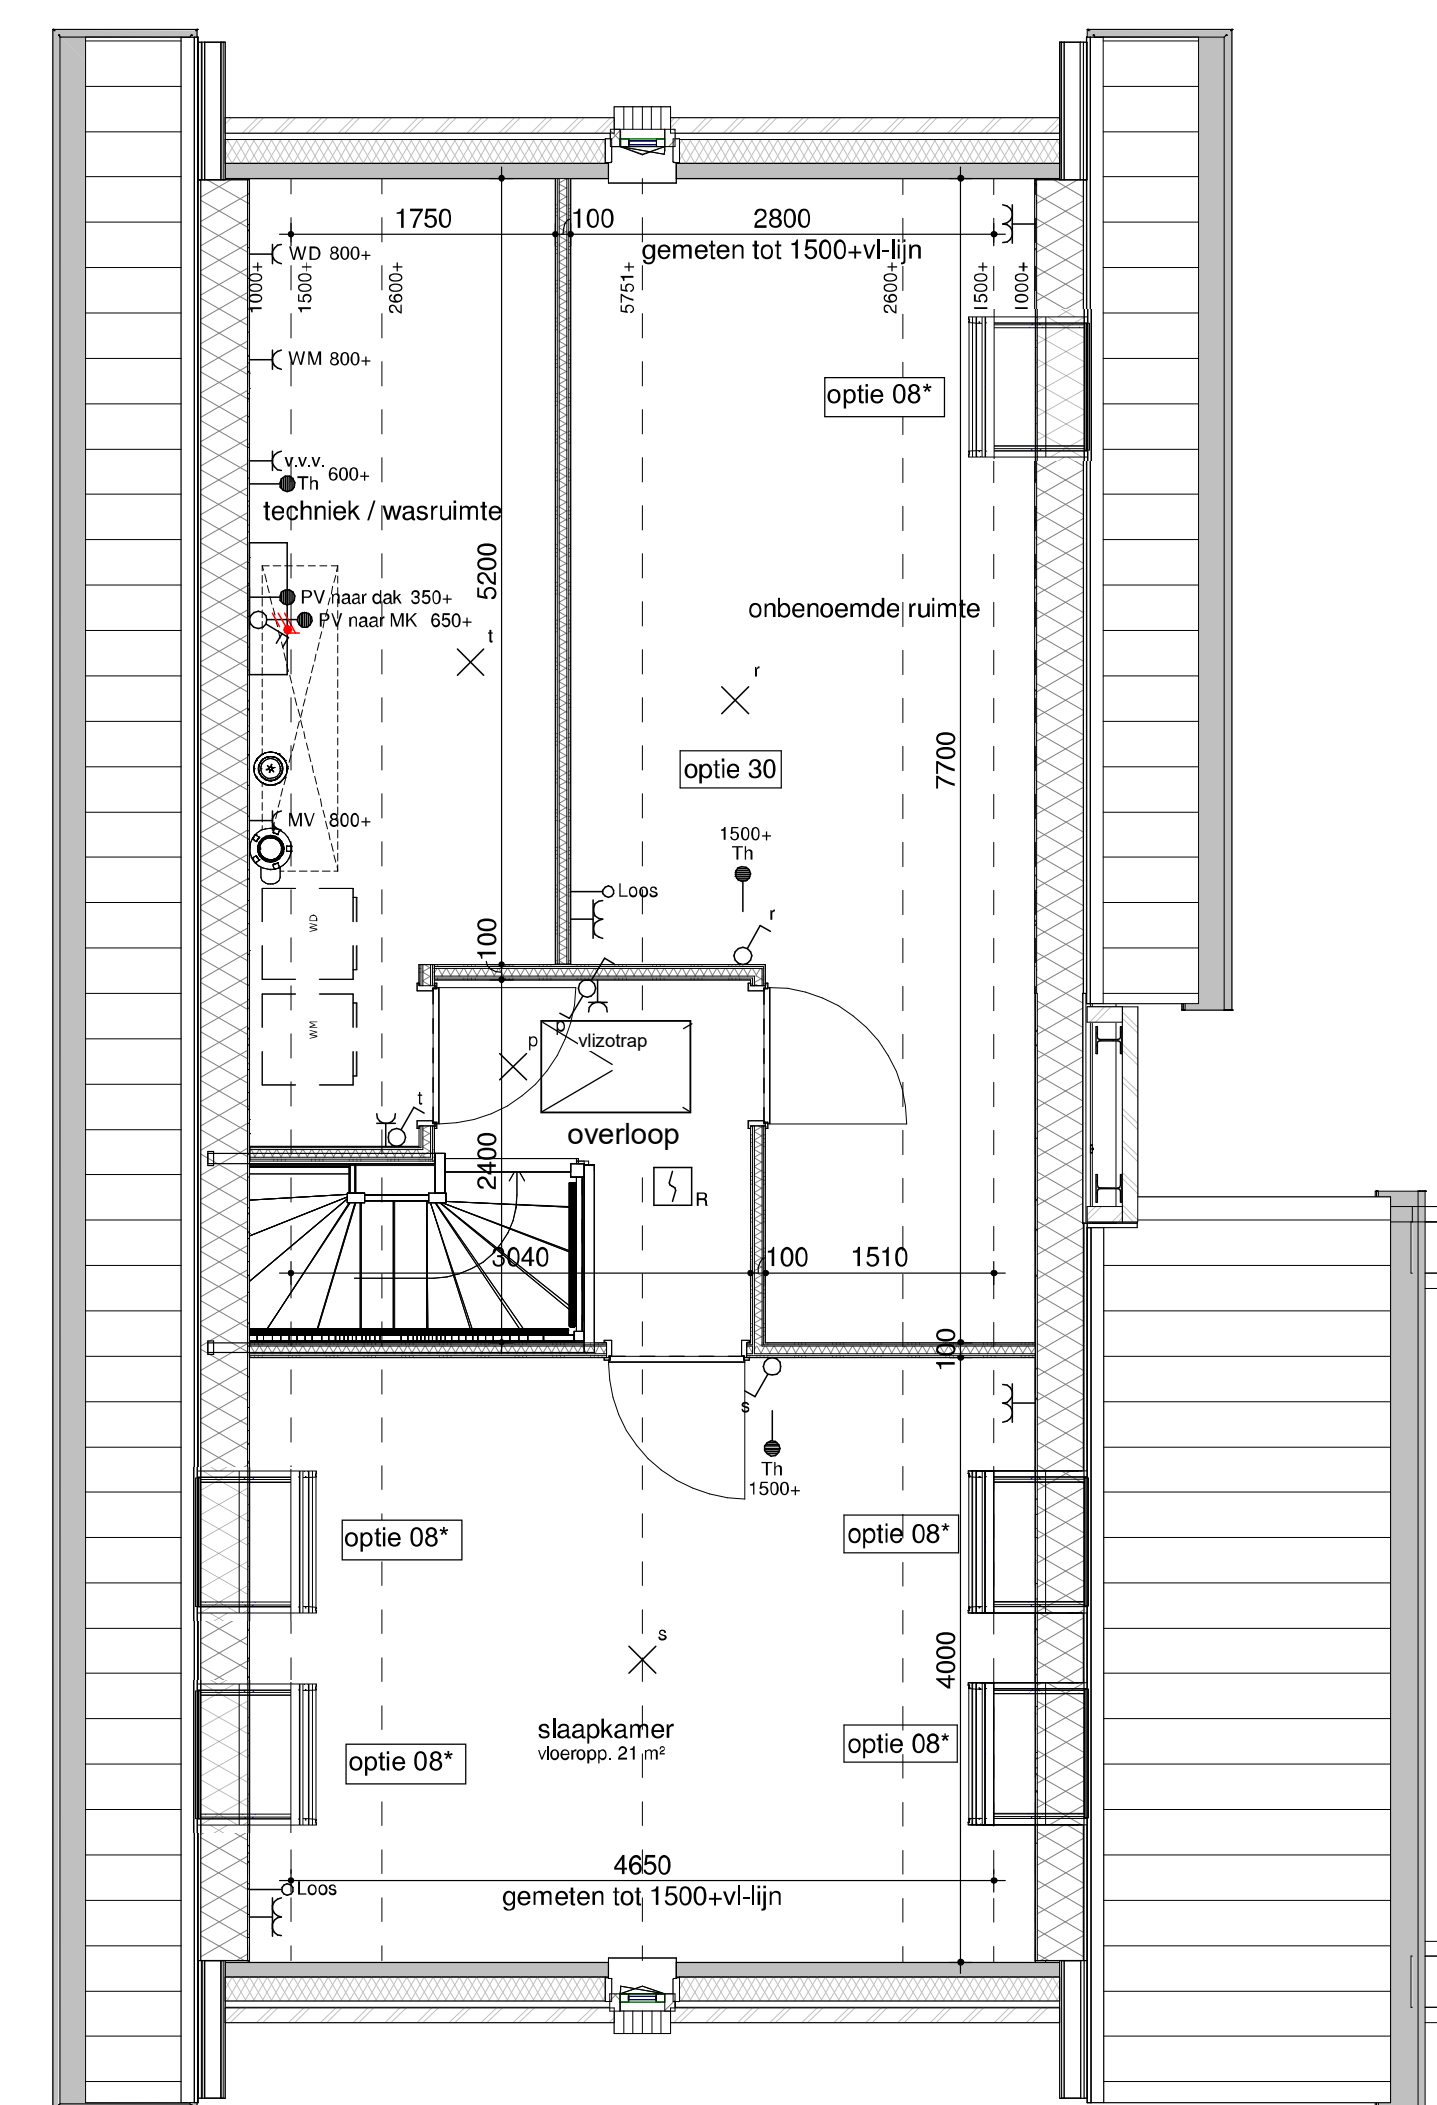 1750
100
2800
gemeten tot 1500+vl-lijn
WD 800+
1000+
1500+
2600+
5751+
2600+
1500+
1000+
WM 800+
optie 08*
v.v.v.
600+
Th
techniek / wasruimte
5200
PV naar dak 350+
PV naar MK 650+
onbenoemde ruimte
t
r
optie 30
7700
MV 800+
1500+
Th
Loos
WD
r
100
WM
p
p
vlizotrap
t
overloop
2400
R
3040
100
1510
100
s
Th
1500+
optie 08*
optie 08*
s
4000
slaapkamer
vloeropp. 21 m²
optie 08*
optie 08*
4650
gemeten tot 1500+vl-lijn
Loos